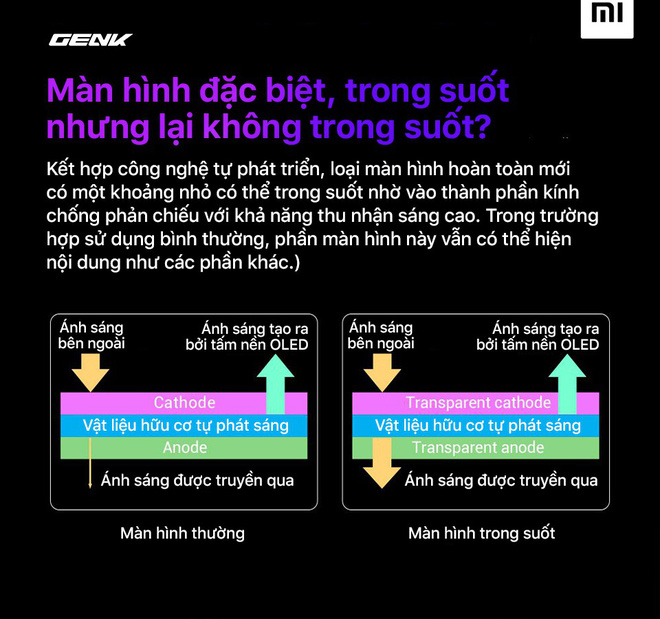 GENK
MI
Màn hình đặc biệt, trong suốt
nhưng lại không trong suốt?
Kết hợp công nghệ tự phát triển, loại màn hình hoàn toàn mới
có một khoảng nhỏ có thể trong suốt nhờ vào thành phần kính
chống phản chiếu với khả năng thu nhận sáng cao. Trong trường
hợp sử dụng bình thường, phần màn hình này vẫn có thể hiện
nội dung như các phần khác.)
Ánh sáng
bên ngoài
Ánh sáng tạo ra
bởi tấm nền OLED
Cathode
Vật liệu hữu cơ tự phát sáng
Anode
Ánh sáng được truyền qua
Màn hình thường
Ánh sáng
bên ngoài
Ánh sáng tạo ra
bởi tấm nền OLED
Transparent cathode
Vật liệu hữu cơ tự phát sáng
Transparent anode
Ánh sáng được truyền qua
Màn hình trong suốt